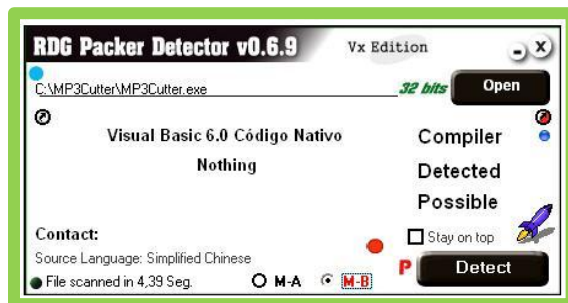 RDG Packer Detector v0.6.9 Vx Edition X
C:\MP3Cutter\MP3Cutter.exe 32 bits Open
Visual Basic 6.0 Código Nativo Compiler
Nothing Detected
Possible
Contact: Stay on top
Source Language: Simplified Chinese
File scanned in 4,39 Seg. M-A M-B P Detect